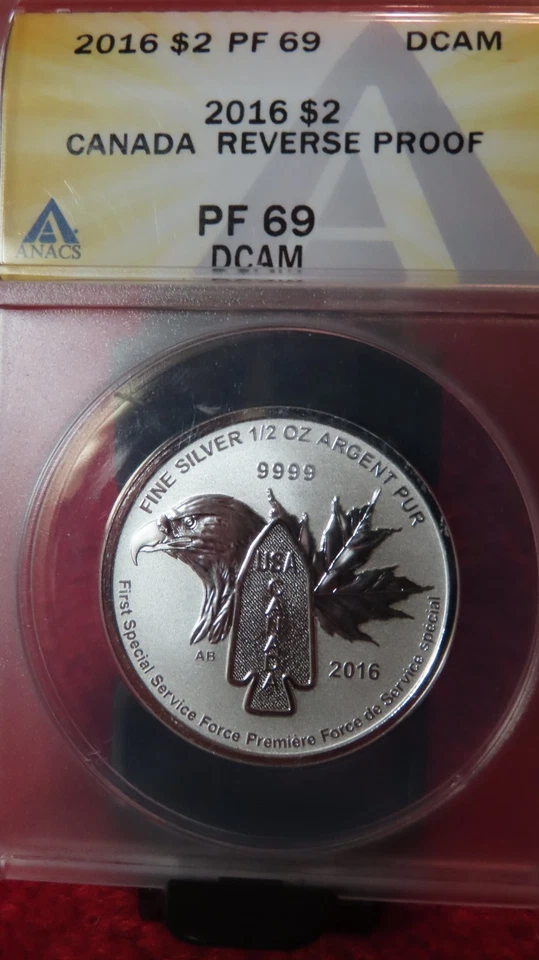 2016 $2 PF 69 DCAM
2016 $2
CANADA REVERSE PROOF
PF 69
DCAM
ANACS
FINE SILVER 1/2 OZ ARGENT PUR
9999
USA
CANADA
AB
2016
First Special Service Force Première Force de Service spécial